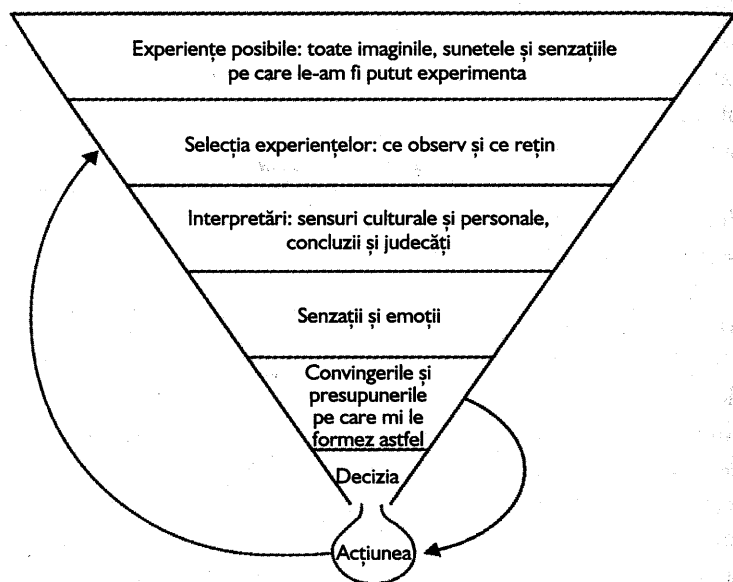 Experiențe posibile: toate imaginile, sunetele și senzațiile
pe care le-am fi putut experimenta
Selecția experiențelor: ce observ și ce rețin
Interpretări: sensuri culturale și personale,
concluzii și judecăți
Senzații și emoții
Convingerile și
presupunerile
pe care mi le
formez astfel
Decizia
Acțiunea